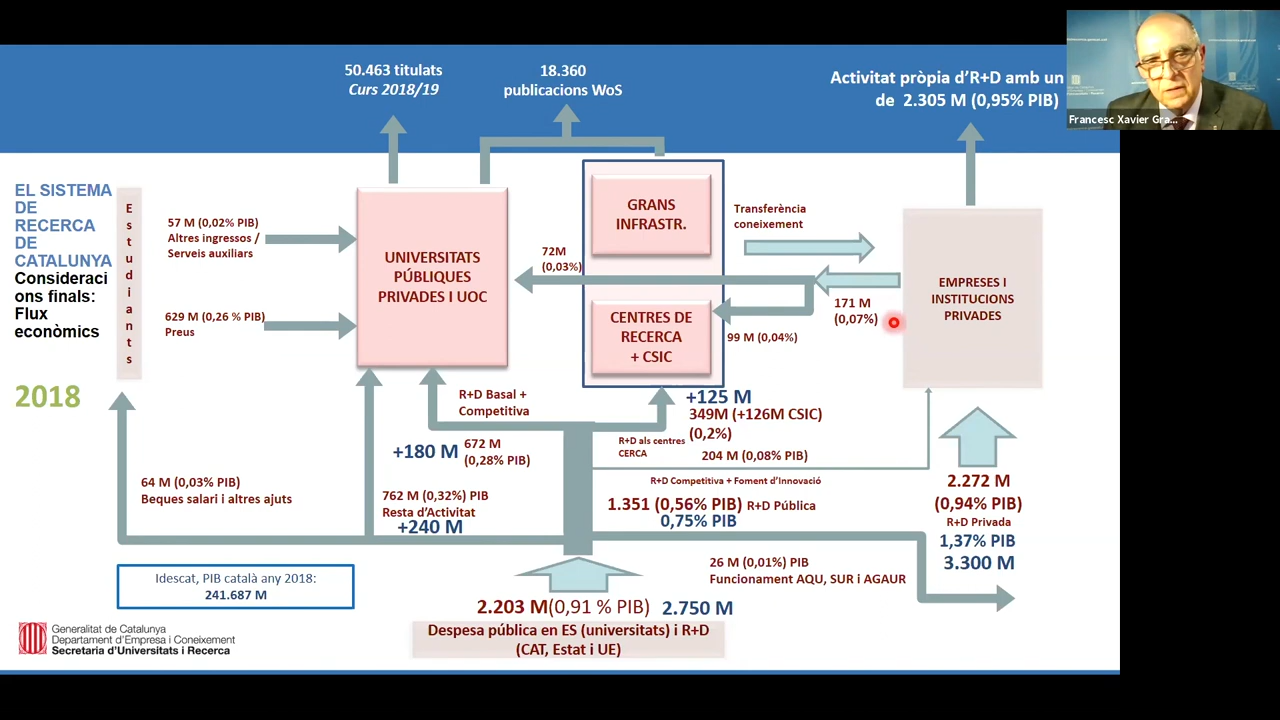 50.463 titulats
Curs 2018/19
18.360
publicacions WoS
Activitat pròpia d'R+D amb un
de 2.305 M (0,95% PIB)
Francesc Xavier Gra...
EL SISTEMA
DE
RECERCA
DE
CATALUNYA
Consideraci
ons finals:
Flux
econòmics
2018
Estudiants
57 M (0,02% PIB)
Altres ingressos /
Serveis auxiliars
629 M (0,26 % PIB)
Preus
UNIVERSITATS
PÚBLIQUES
PRIVADES I UOC
GRANS
INFRASTR.
72M
(0,03%)
CENTRES DE
RECERCA
+ CSIC
Transferència
coneixement
171 M
(0,07%)
99 M (0,04%)
EMPRESES I
INSTITUCIONS
PRIVADES
R+D Basal +
Competitiva
+180 M
672 M
(0,28% PIB)
+125 M
349M (+126M CSIC)
(0,2%)
R+D als centres
CERCA
204 M (0,08% PIB)
R+D Competitiva + Foment d'Innovació
64 M (0,03% PIB)
Beques salari i altres ajuts
762 M (0,32%) PIB
Resta d'Activitat
+240 M
1.351 (0,56% PIB) R+D Pública
0,75% PIB
2.272 M
(0,94% PIB)
R+D Privada
1,37% PIB
3.300 M
26 M (0,01%) PIB
Funcionament AQU, SUR i AGAUR
Idescat, PIB català any 2018:
241.687 M
2.203 M(0,91 % PIB) 2.750 M
Despesa pública en ES (universitats) i R+D
(CAT, Estat i UE)
Generalitat de Catalunya
Departament d'Empresa i Coneixement
Secretaria d'Universitats i Recerca